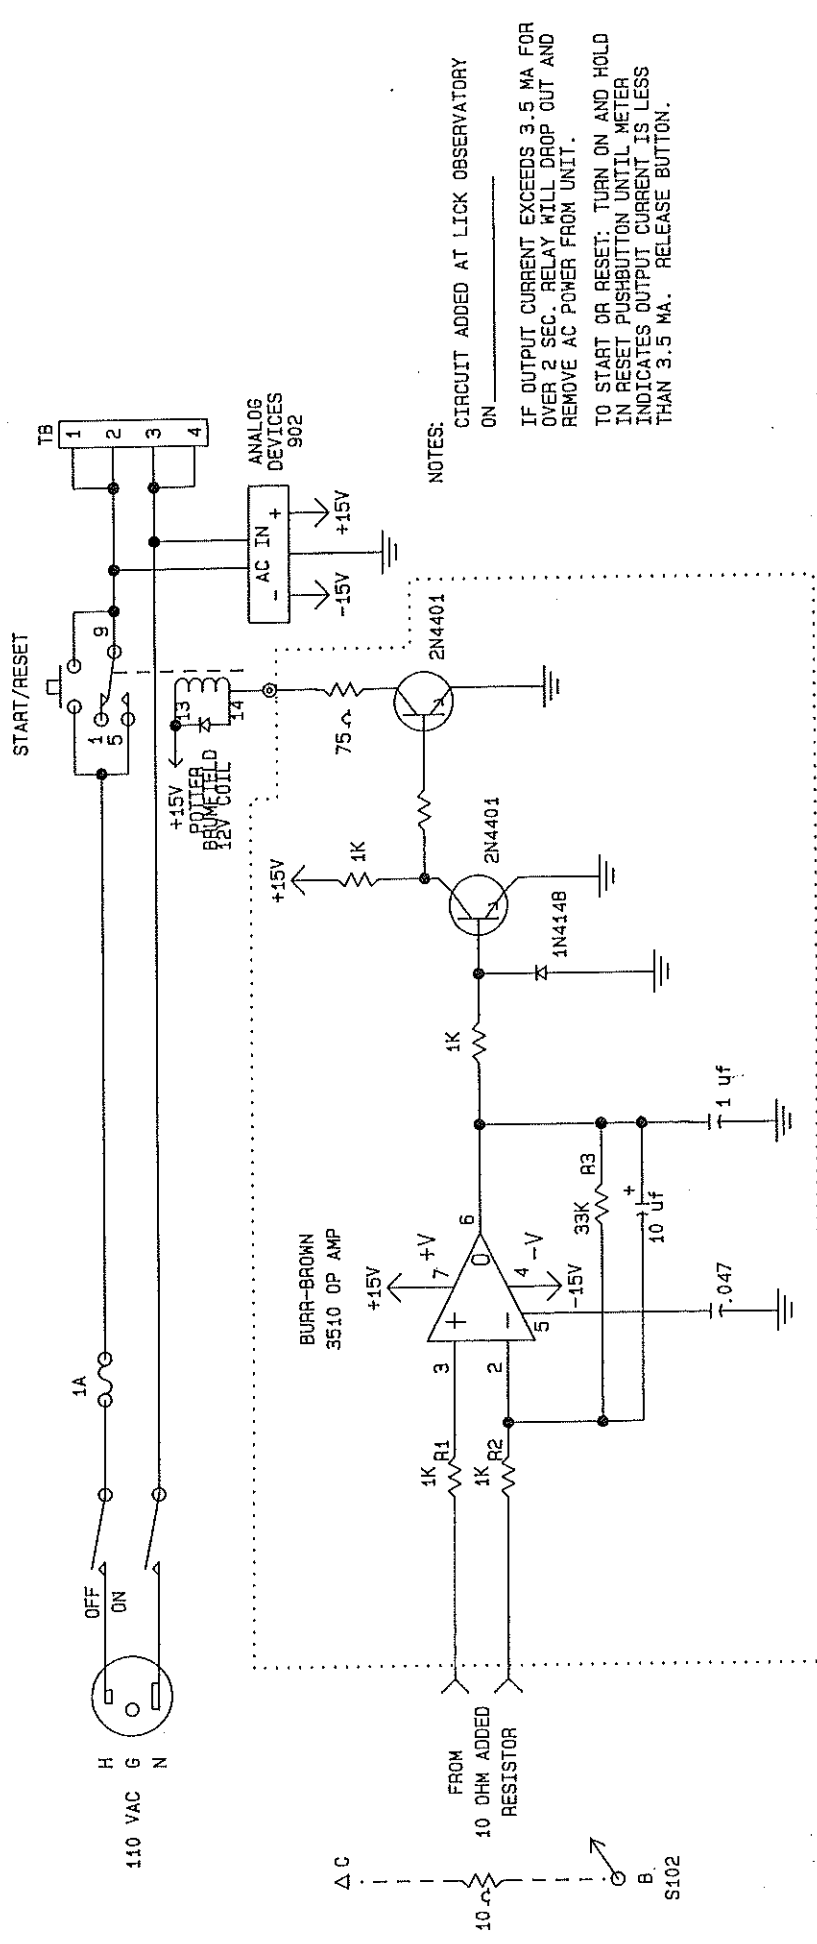 START/RESET
TB
1
2
3
4
1
9
5
ANALOG
DEVICES
902
AC IN
-
+
-15V
+15V
110 VAC
H
G
N
OFF
ON
1A
+15V
13
14
POTTER
BRUMEFIELD
12V COIL
75Ω
2N4401
+15V
1K
2N4401
1N4148
1K
BURR-BROWN
3510 OP AMP
+15V
7
+V
6
O
4
-V
-15V
5
+
-
3
2
1K
R1
1K
R2
33K
R3
+
10 uf
1 uf
.047
FROM
10 OHM ADDED
RESISTOR
C
10Ω
B
S102
NOTES:
CIRCUIT ADDED AT LICK OBSERVATORY
ON
IF OUTPUT CURRENT EXCEEDS 3.5 MA FOR
OVER 2 SEC. RELAY WILL DROP OUT AND
REMOVE AC POWER FROM UNIT.
TO START OR RESET: TURN ON AND HOLD
IN RESET PUSHBUTTON UNTIL METER
INDICATES OUTPUT CURRENT IS LESS
THAN 3.5 MA. RELEASE BUTTON.